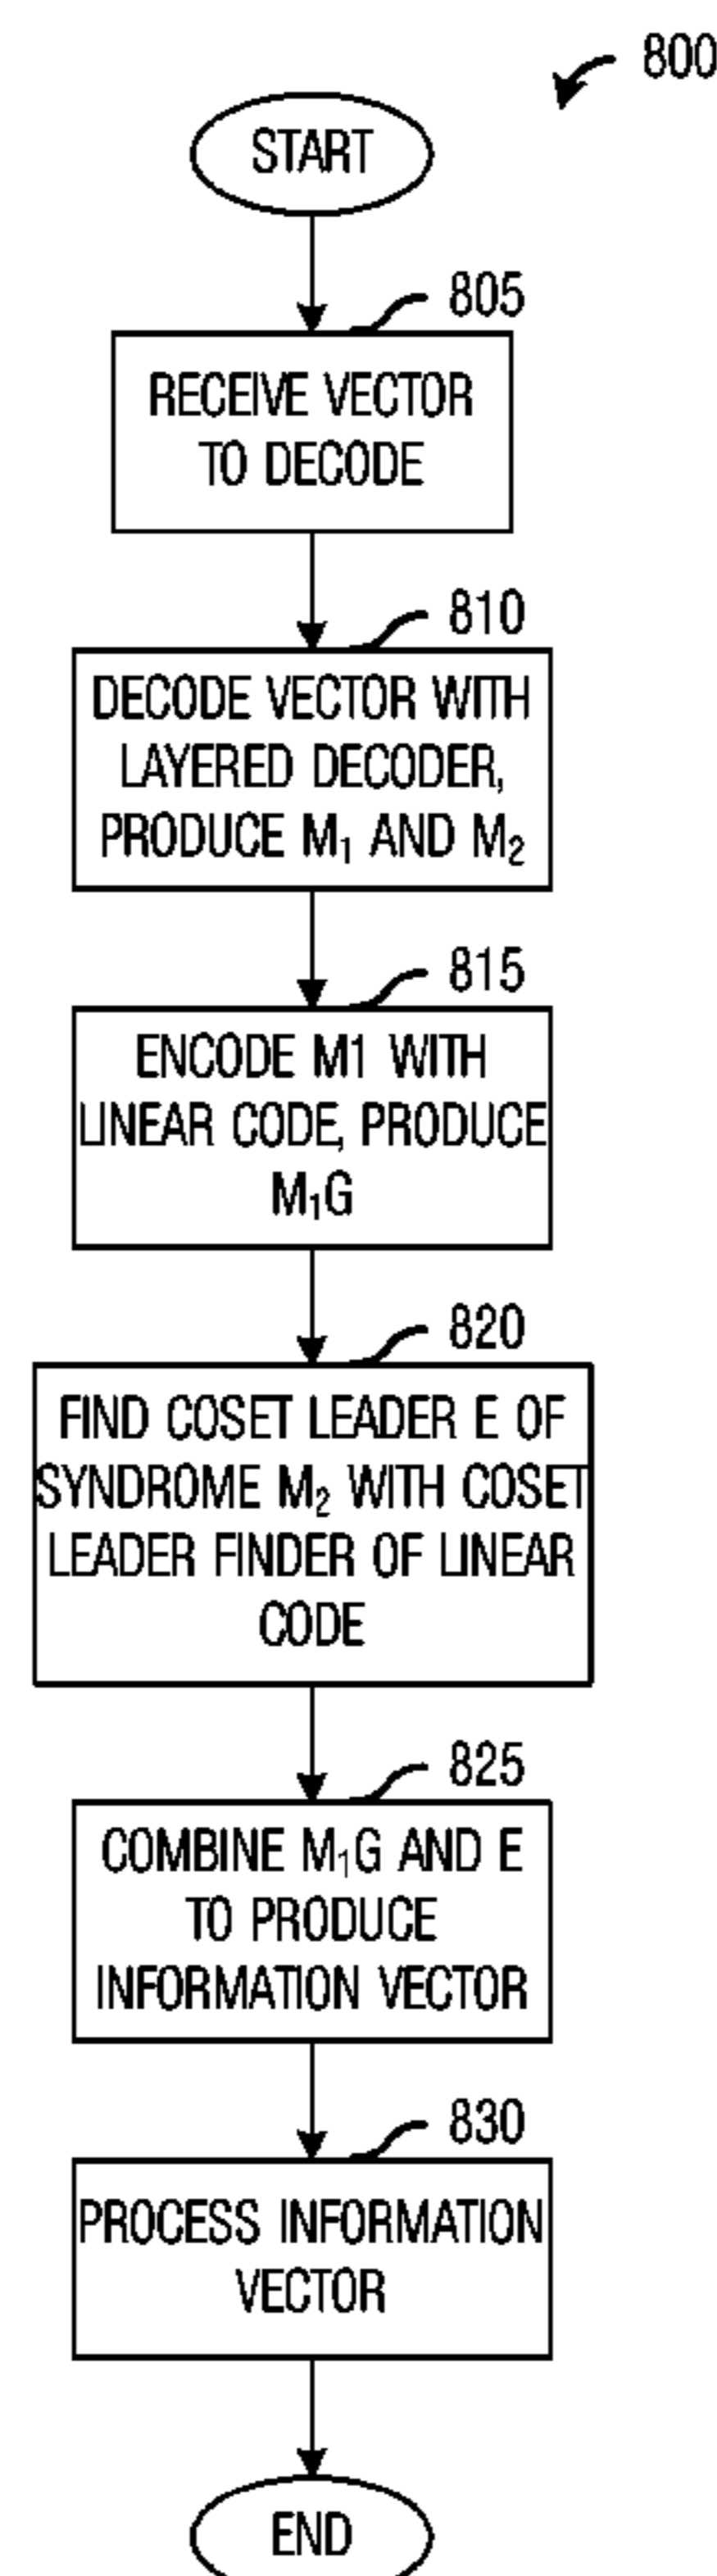 800
START
805
RECEIVE VECTOR
TO DECODE
810
DECODE VECTOR WITH
LAYERED DECODER,
PRODUCE M₁ AND M₂
815
ENCODE M1 WITH
LINEAR CODE, PRODUCE
M₁G
820
FIND COSET LEADER E OF
SYNDROME M₂ WITH COSET
LEADER FINDER OF LINEAR
CODE
825
COMBINE M₁G AND E
TO PRODUCE
INFORMATION VECTOR
830
PROCESS INFORMATION
VECTOR
END